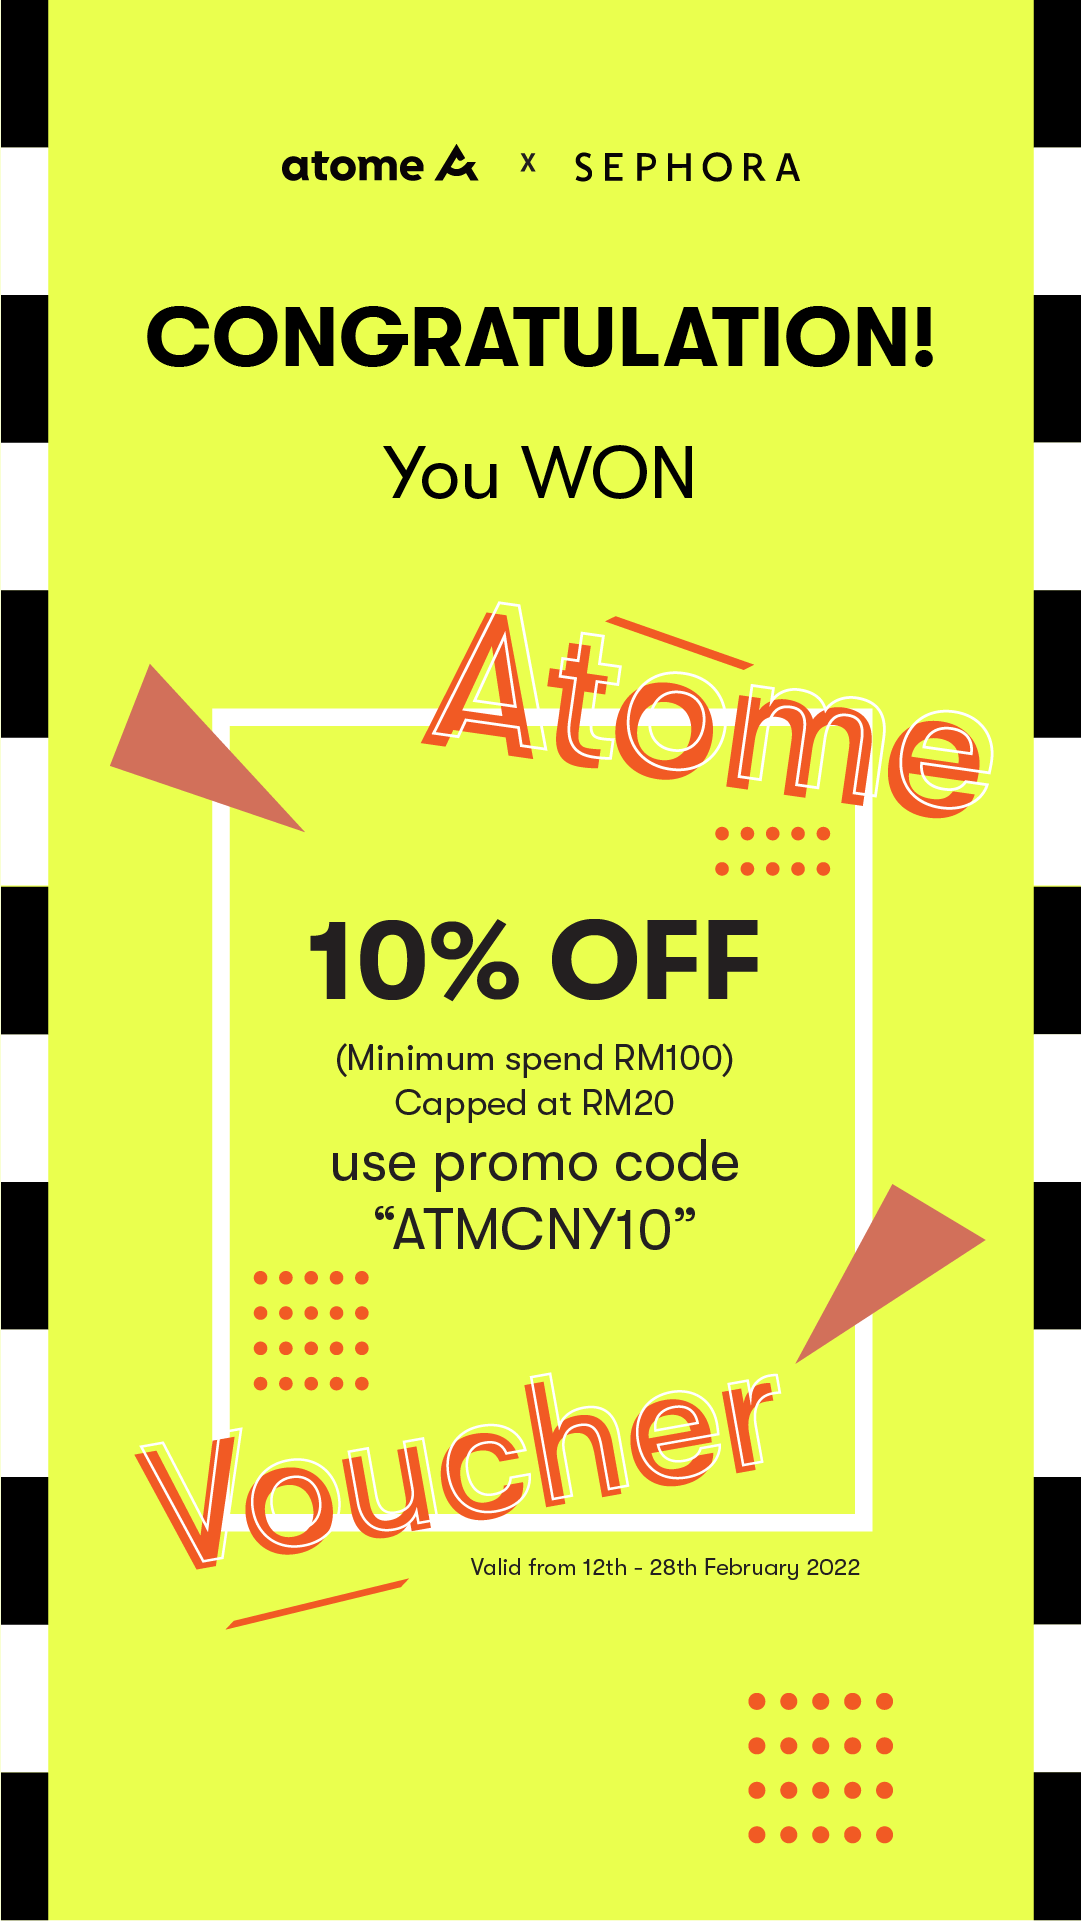 atome X SEPHORA
CONGRATULATION!
You WON
Atome
10% OFF
(Minimum spend RM100)
Capped at RM20
use promo code
“ATMCNY10”
Voucher
Valid from 12th - 28th February 2022